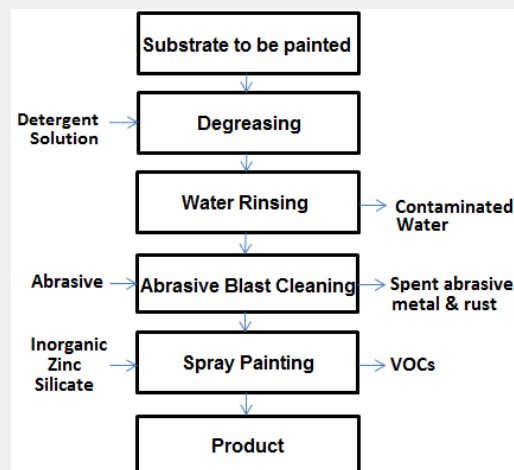 Substrate to be painted
Detergent
Solution
Degreasing
Water Rinsing
Contaminated
Water
Abrasive
Abrasive Blast Cleaning
Spent abrasive
metal & rust
Inorganic
Zinc
Silicate
Spray Painting
VOCs
Product